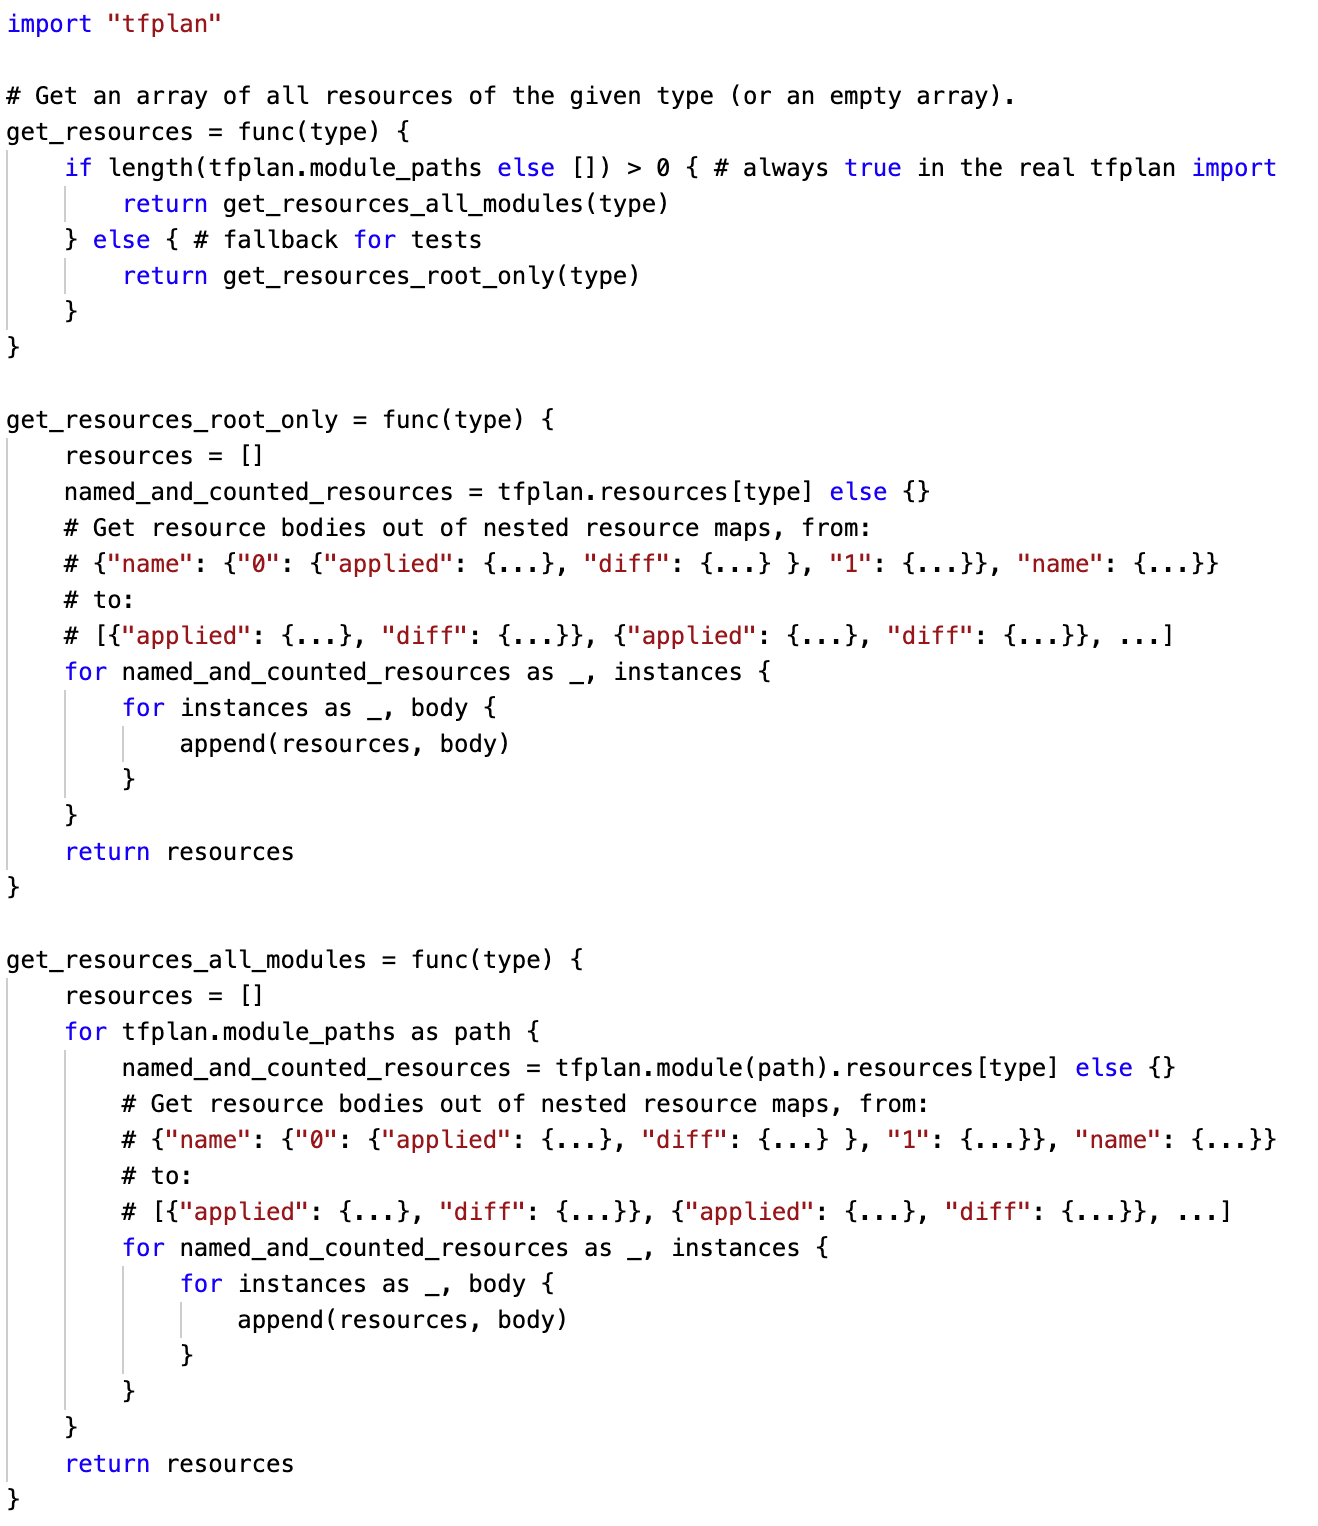 import "tfplan"

# Get an array of all resources of the given type (or an empty array).
get_resources = func(type) {
    if length(tfplan.module_paths else []) > 0 { # always true in the real tfplan import
        return get_resources_all_modules(type)
    } else { # fallback for tests
        return get_resources_root_only(type)
    }
}

get_resources_root_only = func(type) {
    resources = []
    named_and_counted_resources = tfplan.resources[type] else {}
    # Get resource bodies out of nested resource maps, from:
    # {"name": {"0": {"applied": {...}, "diff": {...} }, "1": {...}}, "name": {...}}
    # to:
    # [{"applied": {...}, "diff": {...}}, {"applied": {...}, "diff": {...}}, ...]
    for named_and_counted_resources as _, instances {
        for instances as _, body {
            append(resources, body)
        }
    }
    return resources
}

get_resources_all_modules = func(type) {
    resources = []
    for tfplan.module_paths as path {
        named_and_counted_resources = tfplan.module(path).resources[type] else {}
        # Get resource bodies out of nested resource maps, from:
        # {"name": {"0": {"applied": {...}, "diff": {...} }, "1": {...}}, "name": {...}}
        # to:
        # [{"applied": {...}, "diff": {...}}, {"applied": {...}, "diff": {...}}, ...]
        for named_and_counted_resources as _, instances {
            for instances as _, body {
                append(resources, body)
            }
        }
    }
    return resources
}